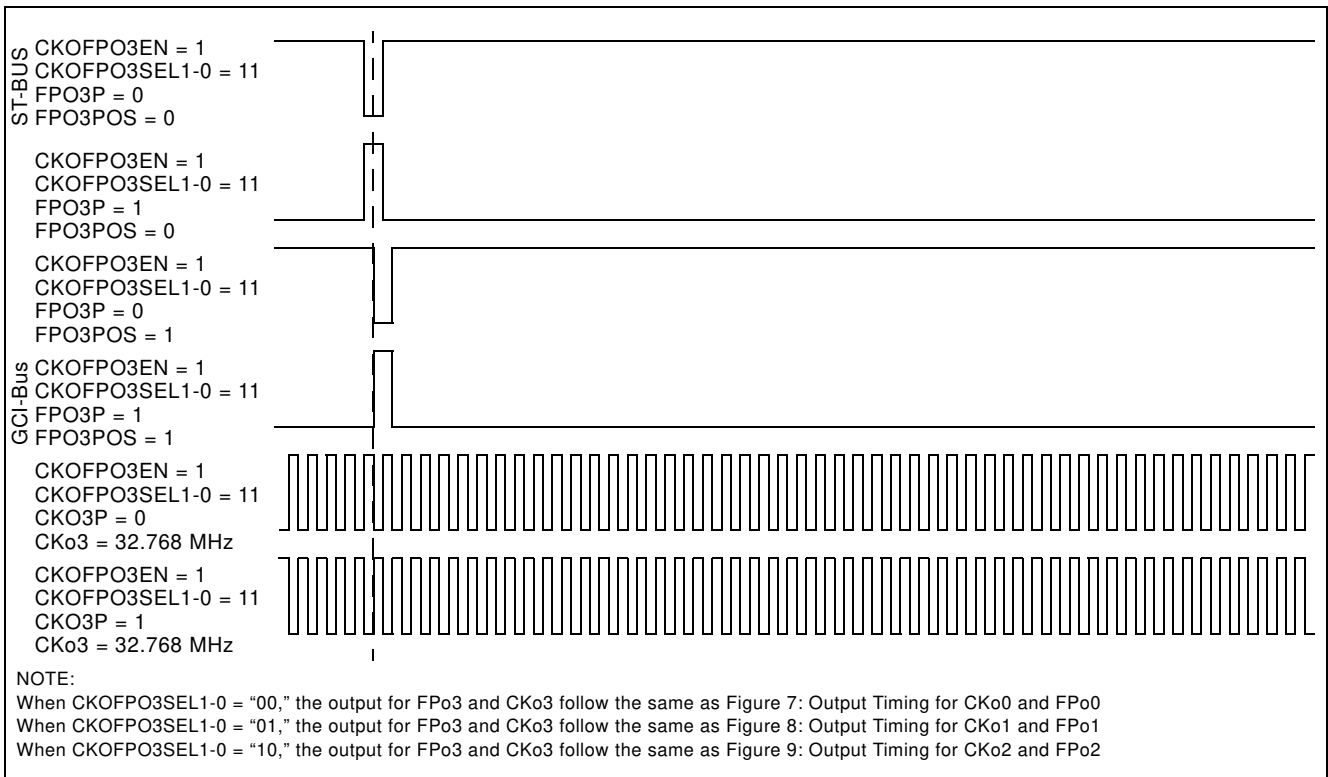 ST-BUS
CKOFPO3EN = 1
CKOFPO3SEL1-0 = 11
FPO3P = 0
FPO3POS = 0
CKOFPO3EN = 1
CKOFPO3SEL1-0 = 11
FPO3P = 1
FPO3POS = 0
CKOFPO3EN = 1
CKOFPO3SEL1-0 = 11
FPO3P = 0
FPO3POS = 1
GCI-Bus
CKOFPO3EN = 1
CKOFPO3SEL1-0 = 11
FPO3P = 1
FPO3POS = 1
CKOFPO3EN = 1
CKOFPO3SEL1-0 = 11
CKO3P = 0
CKo3 = 32.768 MHz
CKOFPO3EN = 1
CKOFPO3SEL1-0 = 11
CKO3P = 1
CKo3 = 32.768 MHz
NOTE:
When CKOFPO3SEL1-0 = “00,” the output for FPo3 and CKo3 follow the same as Figure 7: Output Timing for CKo0 and FPo0
When CKOFPO3SEL1-0 = “01,” the output for FPo3 and CKo3 follow the same as Figure 8: Output Timing for CKo1 and FPo1
When CKOFPO3SEL1-0 = “10,” the output for FPo3 and CKo3 follow the same as Figure 9: Output Timing for CKo2 and FPo2